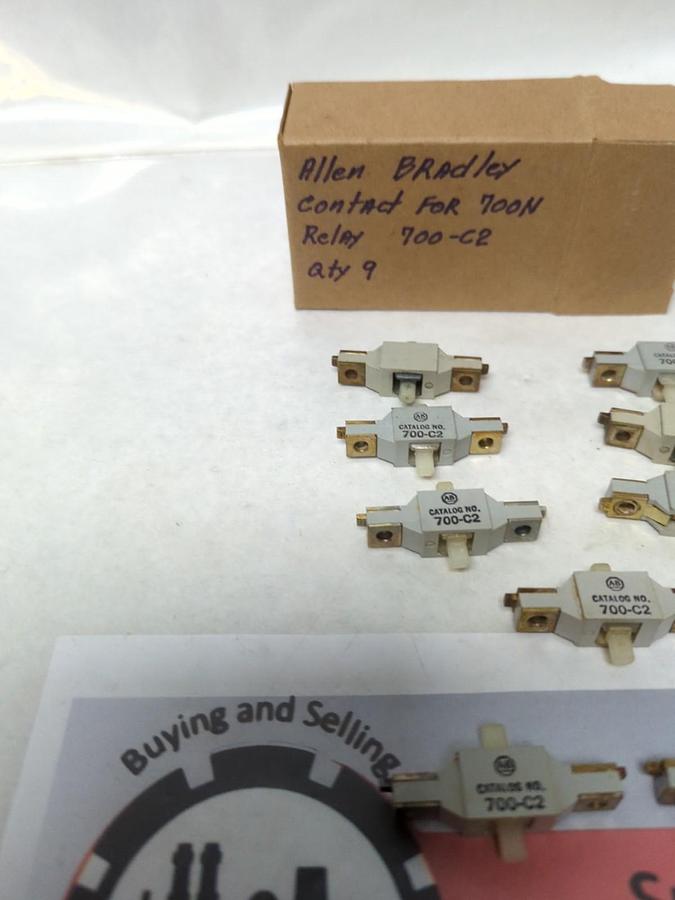 Allen BRAdley
Contact FOR 700N
Relay 700-C2
Qty 9
AB
CATALOG NO.
700-C2
AB
CATALOG NO.
700-C2
AB
CATALOG NO.
700-C2
AB
CATALOG NO.
700-C2
Buying and Selling